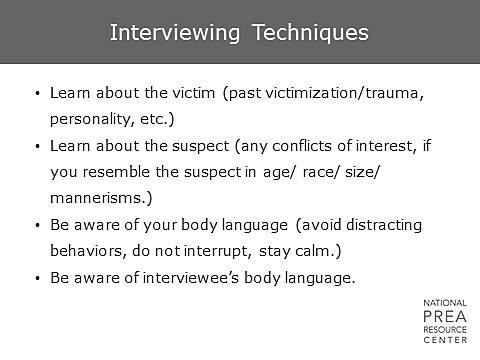 Interviewing Techniques
• Learn about the victim (past victimization/trauma,
personality, etc.)
• Learn about the suspect (any conflicts of interest, if
you resemble the suspect in age/ race/ size/
mannerisms.)
• Be aware of your body language (avoid distracting
behaviors, do not interrupt, stay calm.)
• Be aware of interviewee’s body language.
NATIONAL
PREA
RESOURCE
CENTER